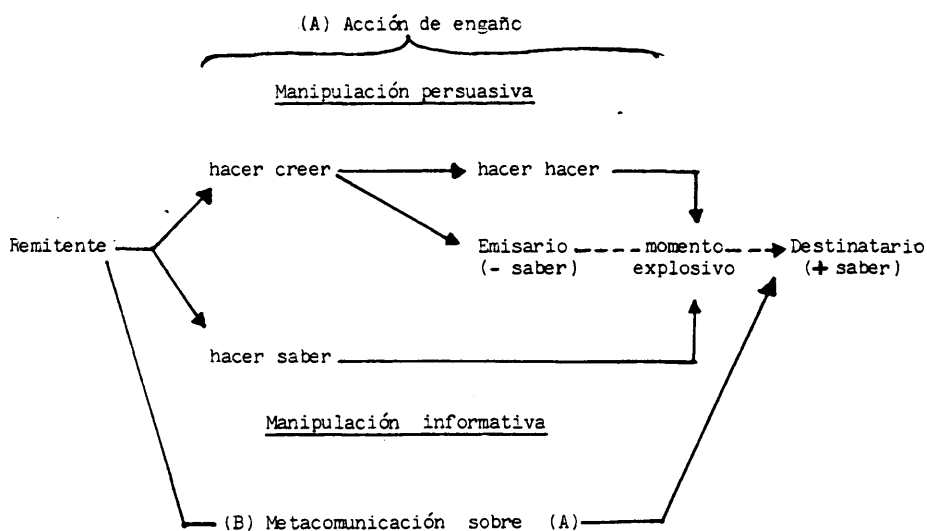 (A) Acción de engaño
Manipulación persuasiva
hacer creer
hacer hacer
Remitente
Emisario
(- saber)
momento
explosivo
Destinatario
(+ saber)
hacer saber
Manipulación informativa
(B) Metacomunicación sobre (A)